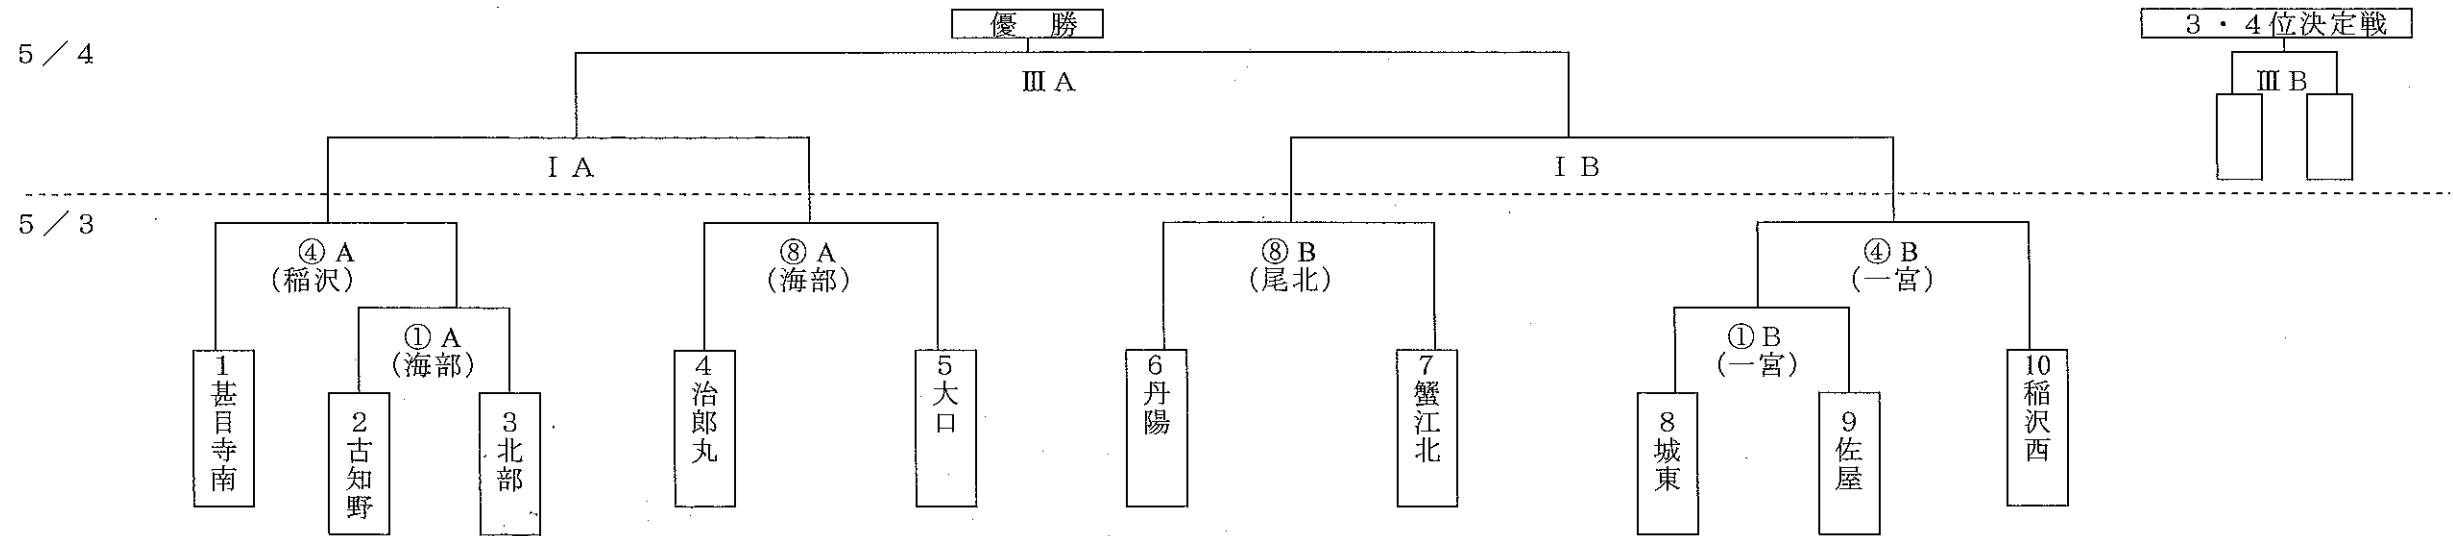 優 勝
3・4位決定戦
5/4
ⅢA
ⅢB
ⅠA
ⅠB
5/3
④A
(稲沢)
⑧A
(海部)
⑧B
(尾北)
④B
(一宮)
①A
(海部)
①B
(一宮)
1甚目寺南
2古知野
3北部
4治郎丸
5大口
6丹陽
7蟹江北
8城東
9佐屋
10稲沢西